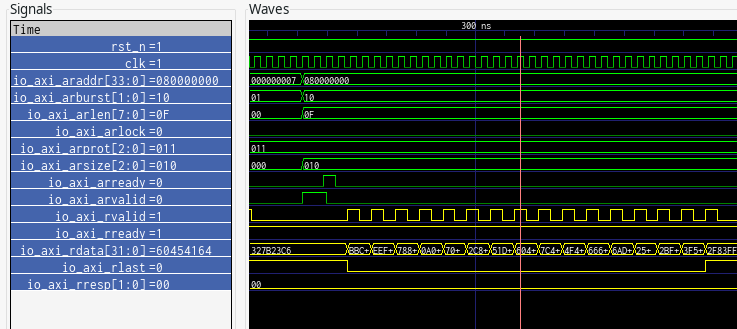 Signals
Waves
Time
300 ns
rst_n =1
clk =1
io_axi_araddr[33:0] =080000000
000000007 080000000
io_axi_arburst[1:0] =10
01 10
io_axi_arlen[7:0] =0F
00 0F
io_axi_arlock =0
io_axi_arprot[2:0] =011
011
io_axi_arsize[2:0] =010
000 010
io_axi_arready =0
io_axi_arvalid =0
io_axi_rvalid =1
io_axi_rready =1
io_axi_rdata[31:0] =60454164
327B23C6 BBC+ EEF+ 788+ 0A0+ 70+ 2C8+ 51D+ 604+ 7C4+ 4F4+ 666+ 6AD+ 25+ 2BF+ 3F5+ 2F83FF
io_axi_rlast =0
io_axi_rresp[1:0] =00
00